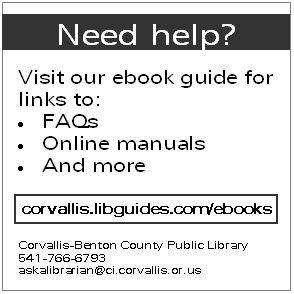 Need help?
Visit our ebook guide for
links to:
• FAQs
• Online manuals
• And more
corvallis.libguides.com/ebooks
Corvallis-Benton County Public Library
541-766-6793
askalibrarian@ci.corvallis.or.us